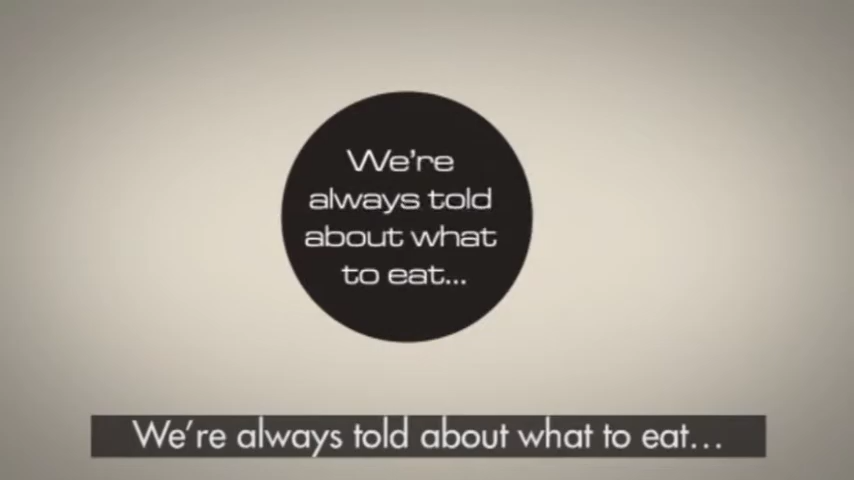 We're
always told
about what
to eat...
We're always told about what to eat...